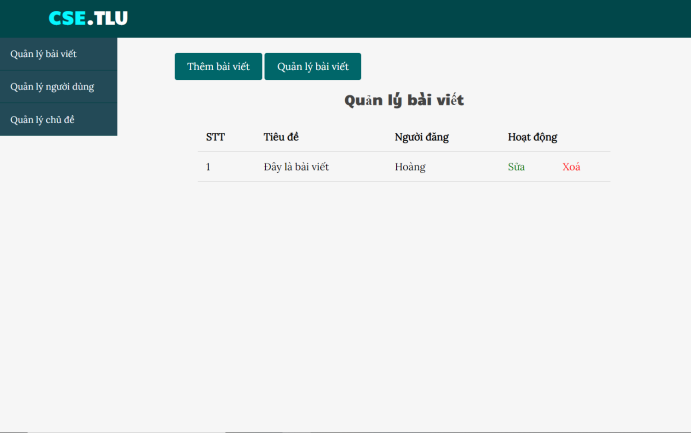 CSE.TLU
Quản lý bài viết
Quản lý người dùng
Quản lý chủ đề
Thêm bài viết Quản lý bài viết
Quản lý bài viết
STT Tiêu đề Người đăng Hoạt động
1 Đây là bài viết Hoàng Sửa Xoá